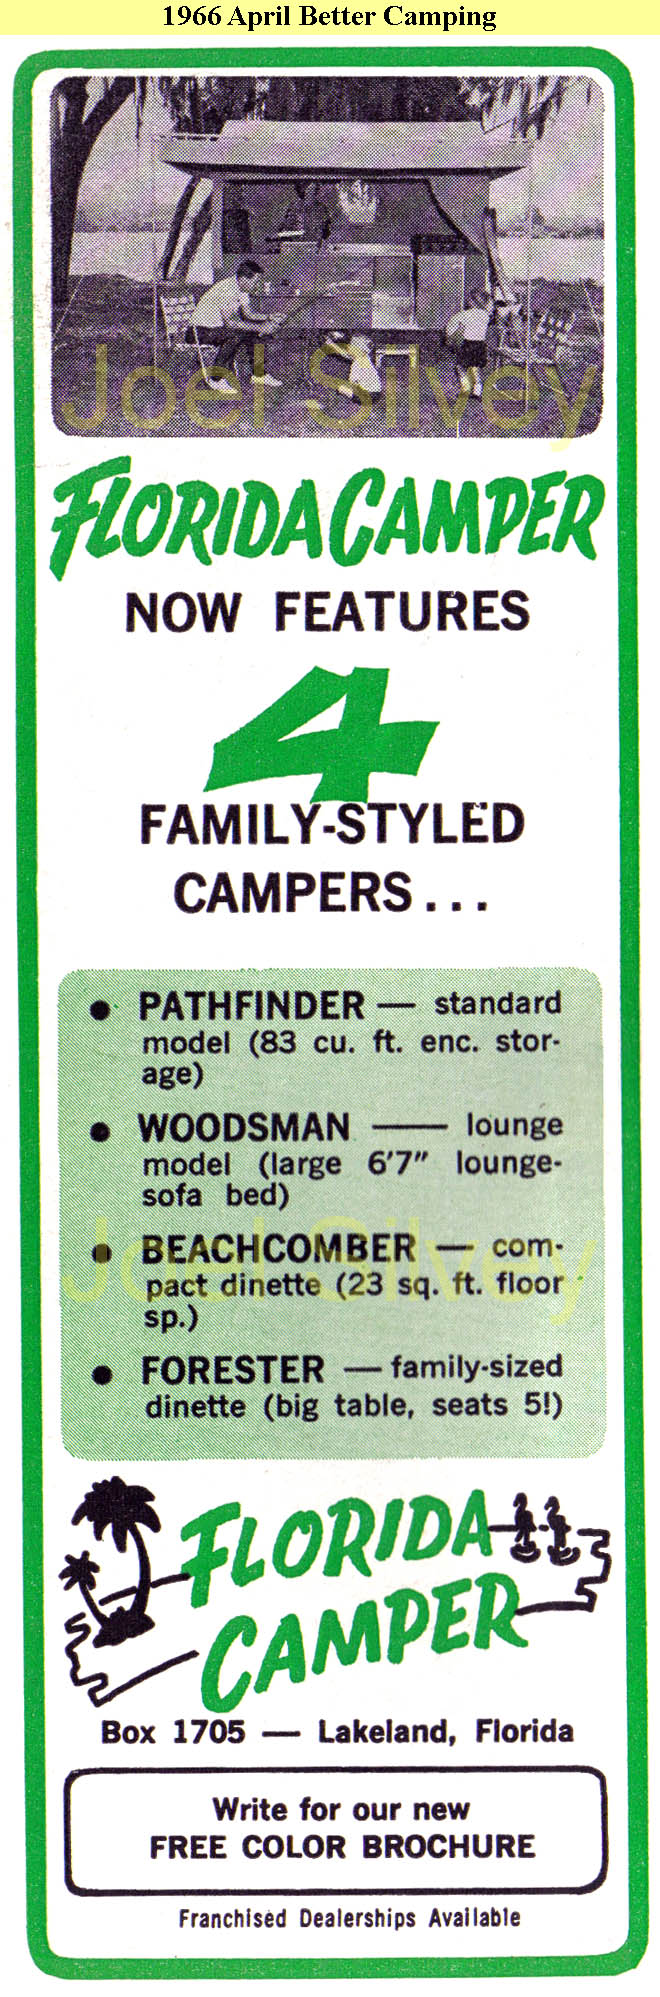 1966 April Better Camping
Joel Silvey
FLORIDA CAMPER
NOW FEATURES
4
FAMILY-STYLED
CAMPERS...
● PATHFINDER — standard
model (83 cu. ft. enc. stor-
age)
● WOODSMAN — lounge
model (large 6'7" lounge-
sofa bed)
Joel Silvey
● BEACHCOMBER — com-
pact dinette (23 sq. ft. floor
sp.)
● FORESTER — family-sized
dinette (big table, seats 5!)
FLORIDA
CAMPER
Box 1705 — Lakeland, Florida
Write for our new
FREE COLOR BROCHURE
Franchised Dealerships Available